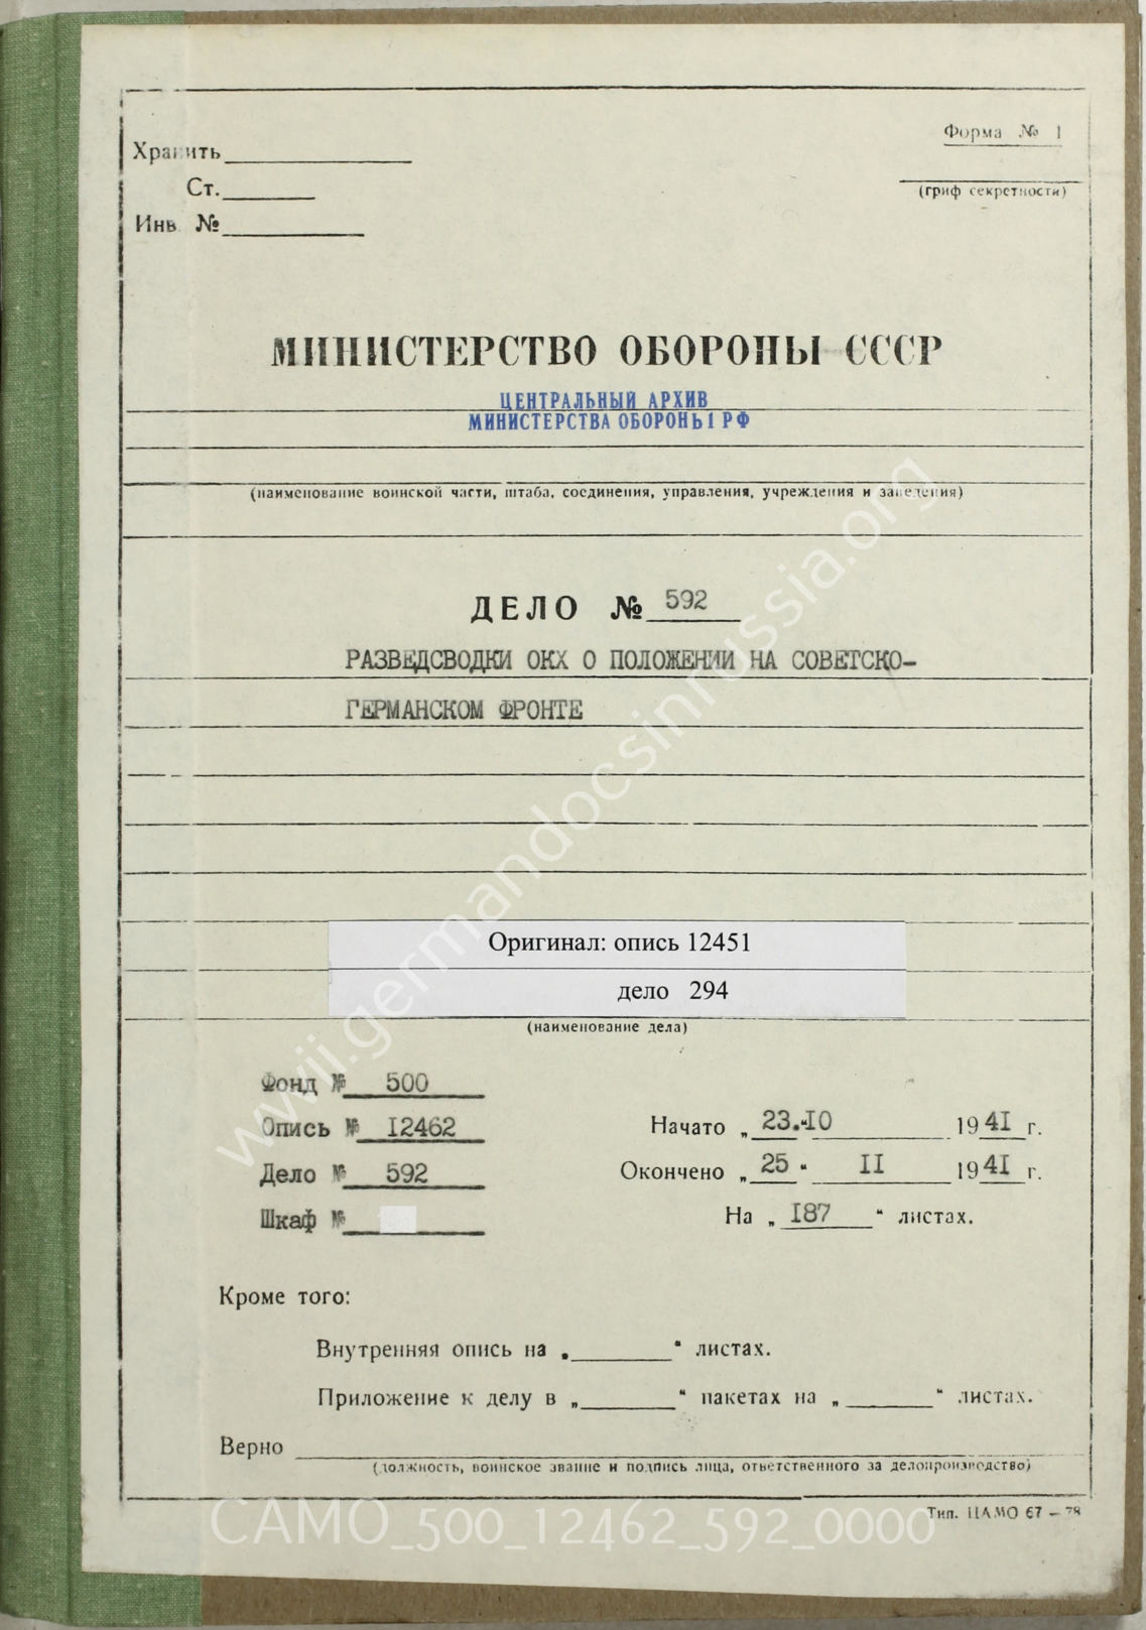 Форма № 1
Хранить
(гриф секретности)
Ст.
Инв №
МИНИСТЕРСТВО ОБОРОНЫ СССР
ЦЕНТРАЛЬНЫЙ АРХИВ
МИНИСТЕРСТВА ОБОРОНЫ РФ
(наименование воинской части, штаба, соединения, управления, учреждения и заведения)
ДЕЛО № 592
РАЗВЕДСВОДКИ ОКХ О ПОЛОЖЕНИИ НА СОВЕТСКО-
ГЕРМАНСКОМ ФРОНТЕ
Оригинал: опись 12451
дело 294
(наименование дела)
Фонд № 500
Опись № 12462
Начато „ 23.“10 1941 г.
Дело № 592
Окончено „ 25 “ II 1941 г.
Шкаф №
На „ 187 “ листах.
Кроме того:
Внутренняя опись на „ “ листах.
Приложение к делу в „ “ пакетах на „ “ листах.
Верно
(должность, воинское звание и подпись лица, ответственного за делопроизводство)
Тип. ЦАМО 67 — 78
CAMO_500_12462_592_0000
wwii.germandocsinrussia.org